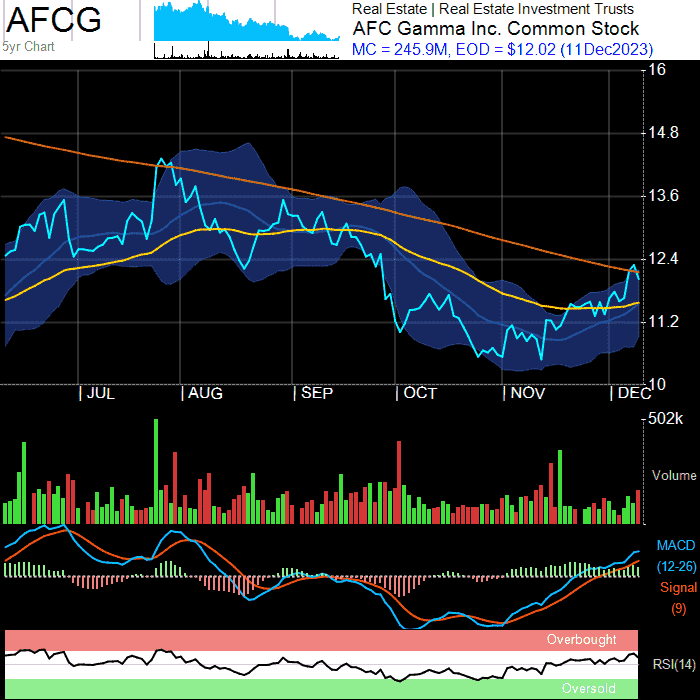 AFCG
5yr Chart
Real Estate | Real Estate Investment Trusts
AFC Gamma Inc. Common Stock
MC = 245.9M, EOD = $12.02 (11Dec2023)
16
14.8
13.6
12.4
11.2
10
| JUL | AUG | SEP | OCT | NOV | DEC
502k
Volume
MACD
(12-26)
Signal
(9)
Overbought
RSI(14)
Oversold